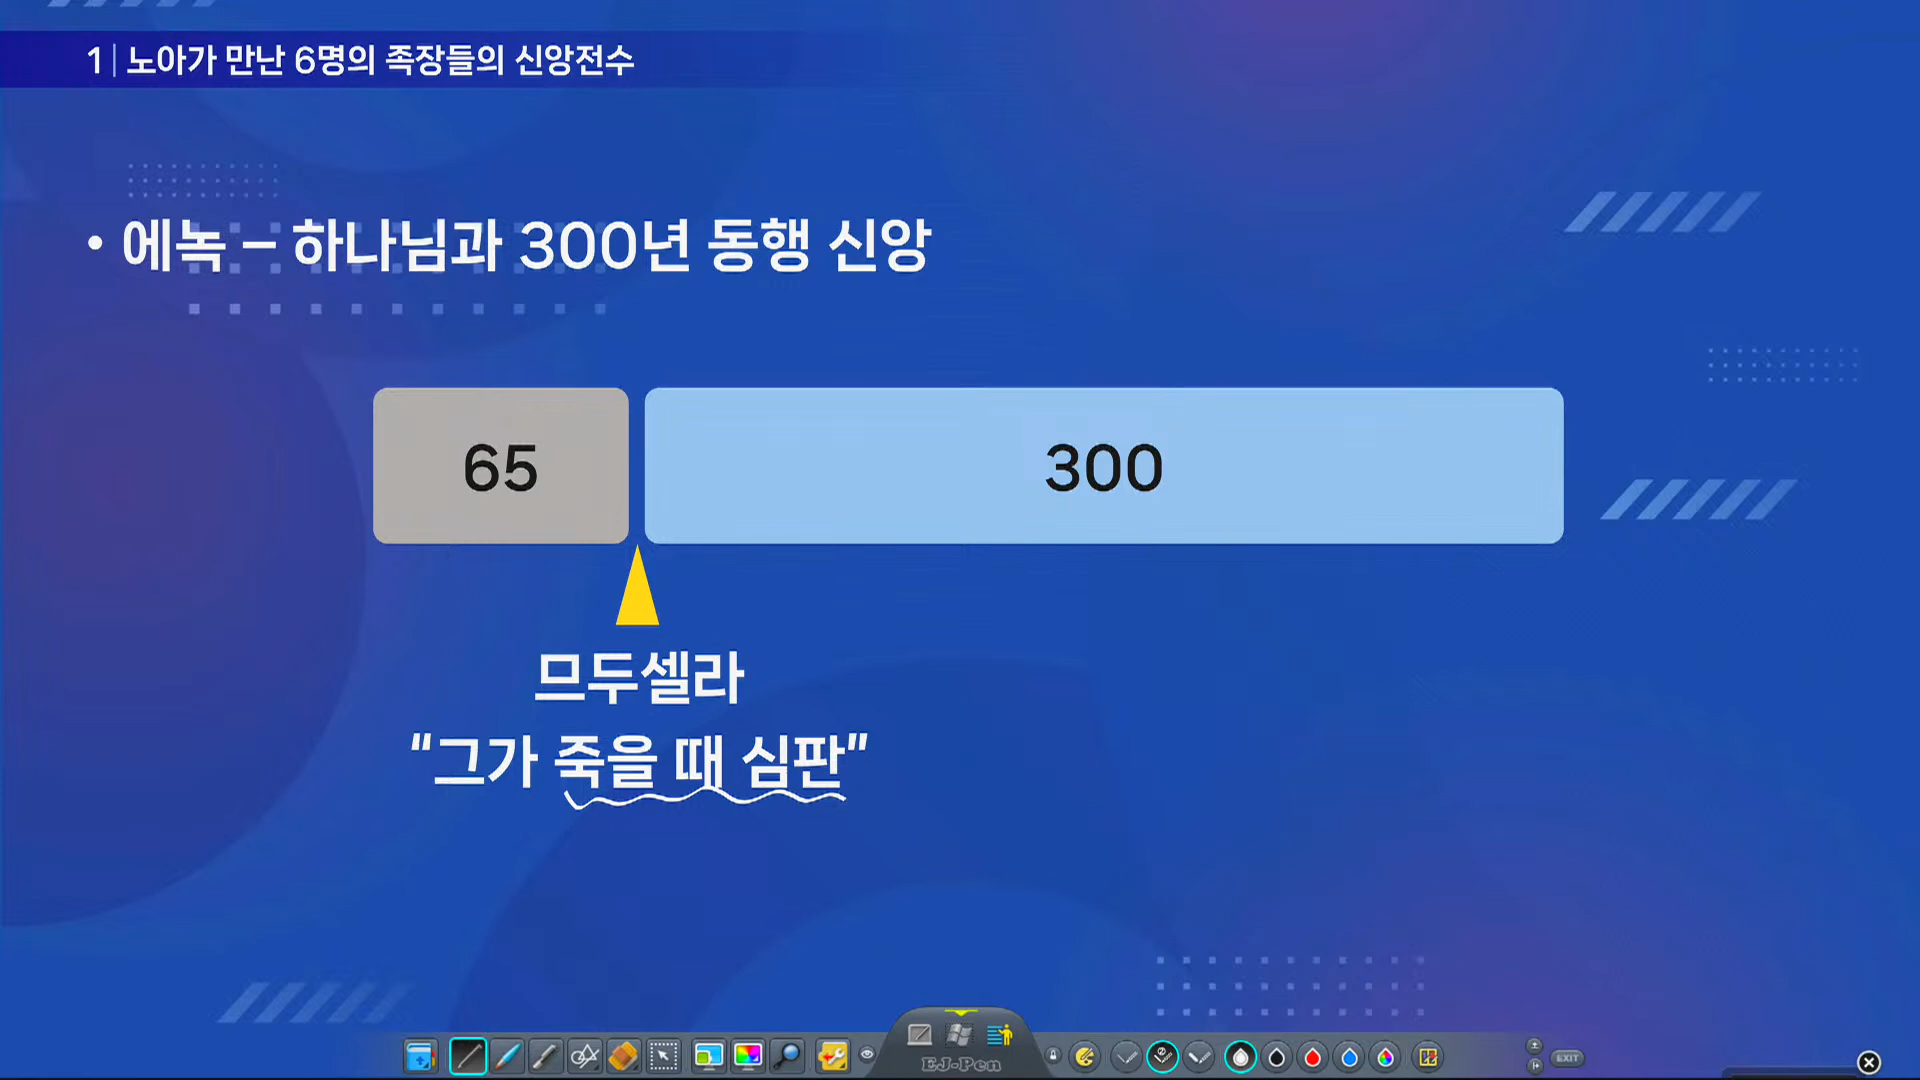 1 | 노아가 만난 6명의 족장들의 신앙전수
• 에녹 – 하나님과 300년 동행 신앙
65
300
므두셀라
“그가 죽을 때 심판”
EJ-Pen
EXIT